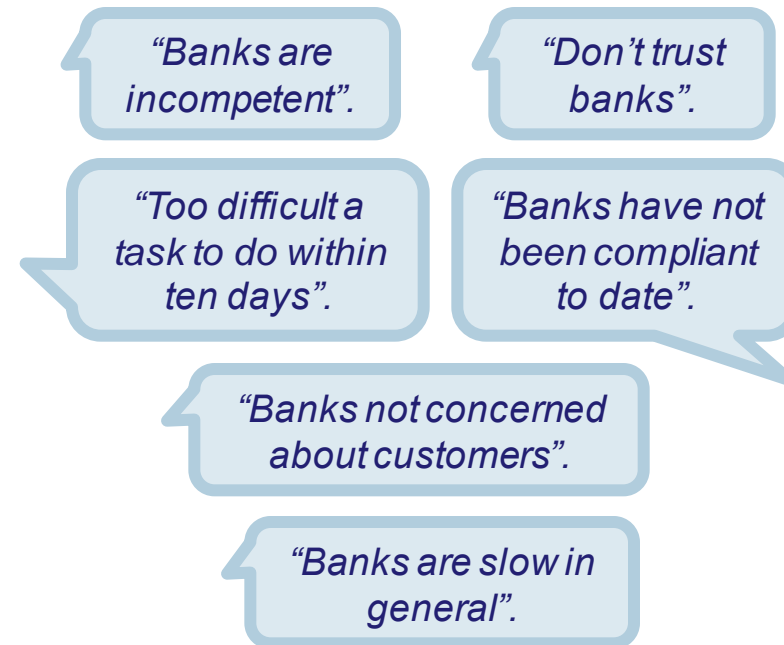 “Banks are
incompetent”.
“Don’t trust
banks”.
“Too difficult a
task to do within
ten days”.
“Banks have not
been compliant
to date”.
“Banks not concerned
about customers”.
“Banks are slow in
general”.